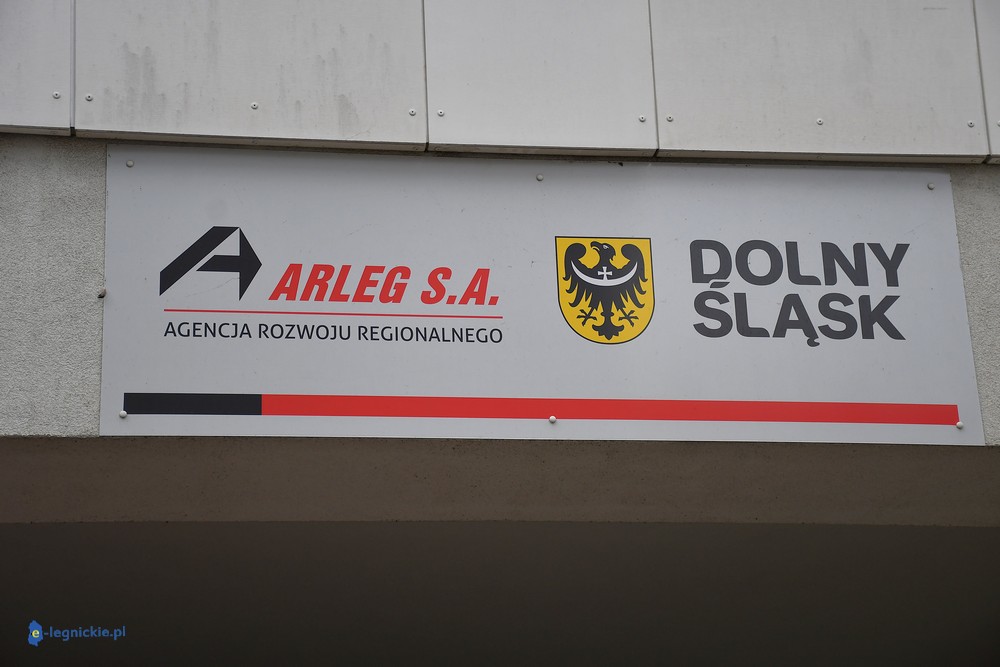 ARLEG S.A.
AGENCJA ROZWOJU REGIONALNEGO
DOLNY
ŚLĄSK
e-legnickie.pl